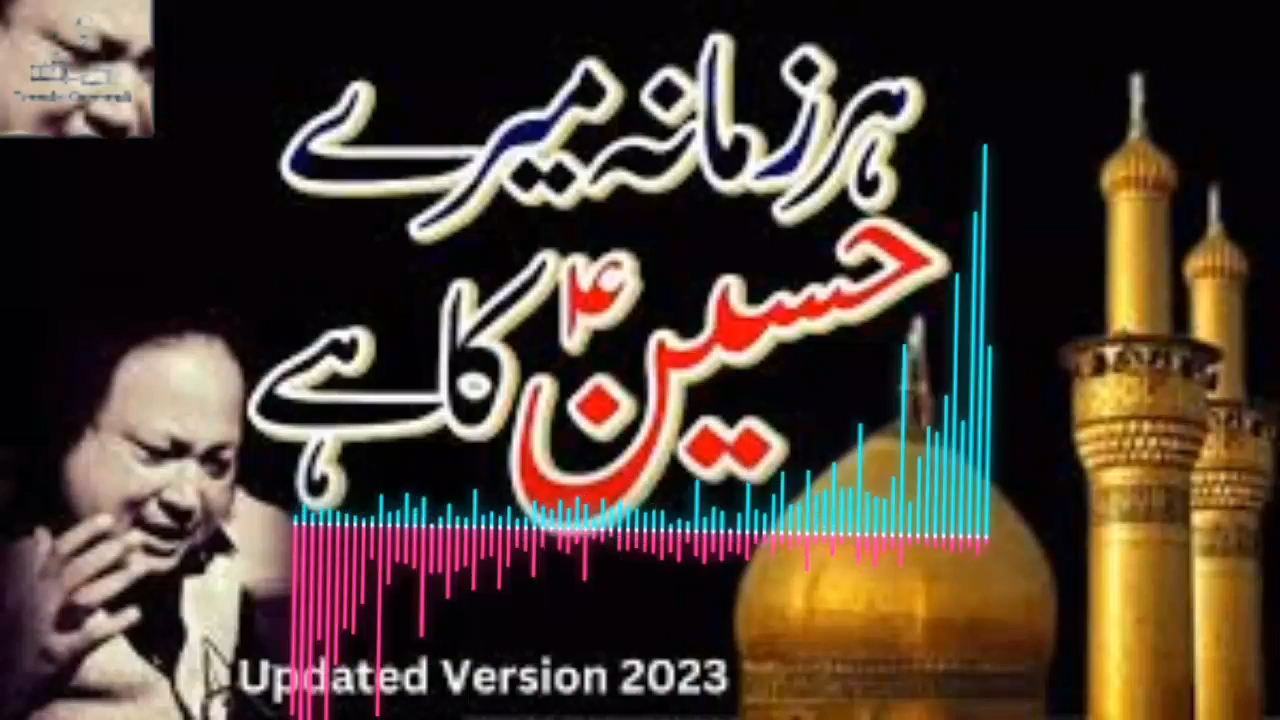 ہر زمانہ میرے
حسینؑ کا ہے
Updated Version 2023